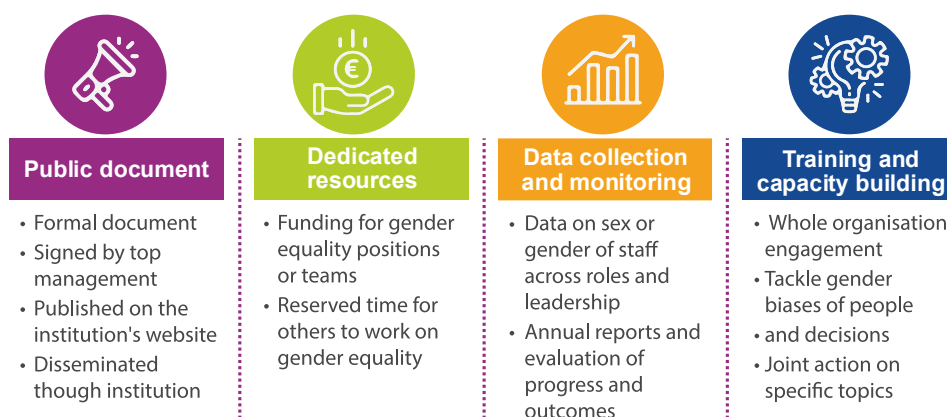 €
Public document
• Formal document
• Signed by top
management
• Published on the
institution's website
• Disseminated
though institution
Dedicated
resources
• Funding for gender
equality positions
or teams
• Reserved time for
others to work on
gender equality
Data collection
and monitoring
• Data on sex or
gender of staff
across roles and
leadership
• Annual reports and
evaluation of
progress and
outcomes
Training and
capacity building
• Whole organisation
engagement
• Tackle gender
biases of people
• and decisions
• Joint action on
specific topics